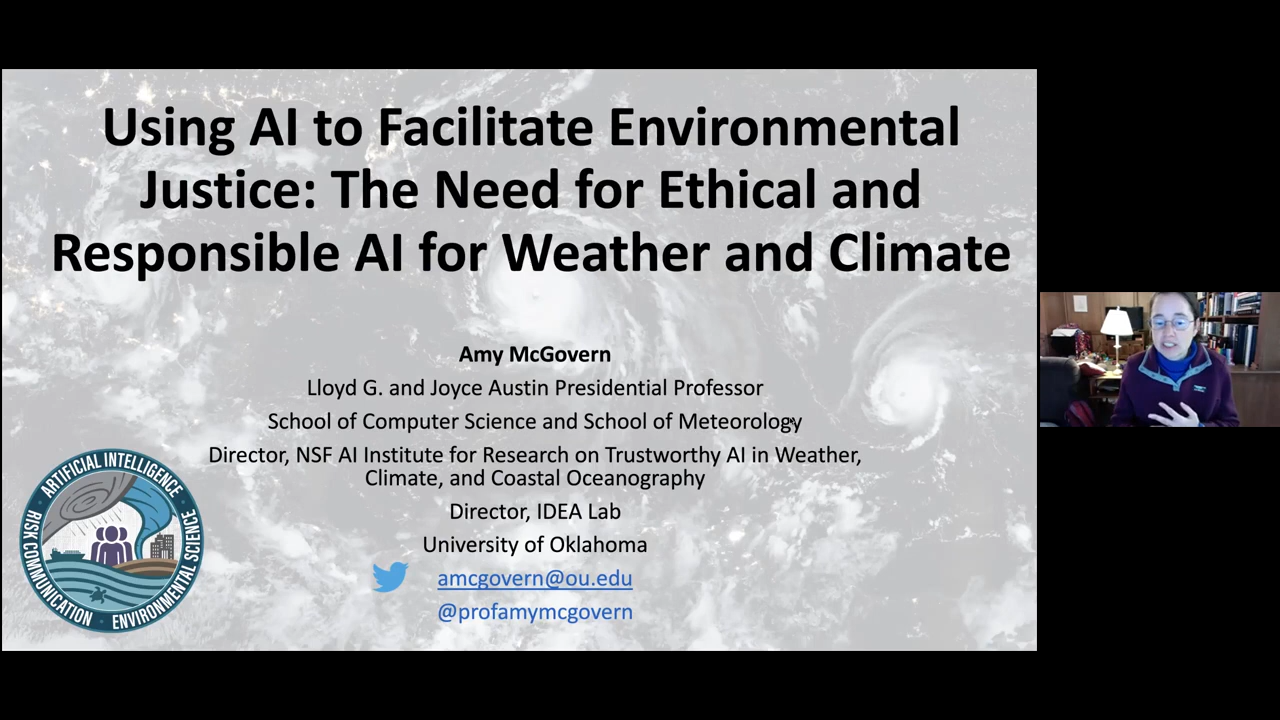 Using AI to Facilitate Environmental
Justice: The Need for Ethical and
Responsible AI for Weather and Climate
Amy McGovern
Lloyd G. and Joyce Austin Presidential Professor
School of Computer Science and School of Meteorology
Director, NSF AI Institute for Research on Trustworthy AI in Weather,
Climate, and Coastal Oceanography
Director, IDEA Lab
University of Oklahoma
amcgovern@ou.edu
@profamymcgovern
ARTIFICIAL INTELLIGENCE
RISK COMMUNICATION
ENVIRONMENTAL SCIENCE